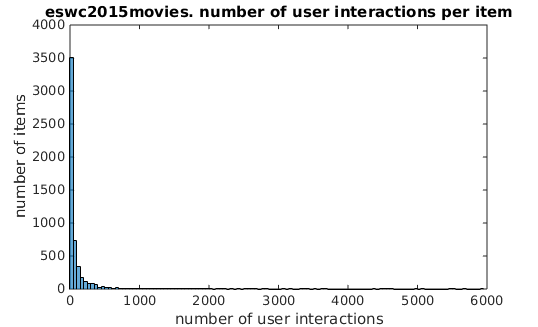 eswc2015movies. number of user interactions per item
4000
3500
3000
2500
2000
1500
1000
500
0
number of items
0 1000 2000 3000 4000 5000 6000
number of user interactions